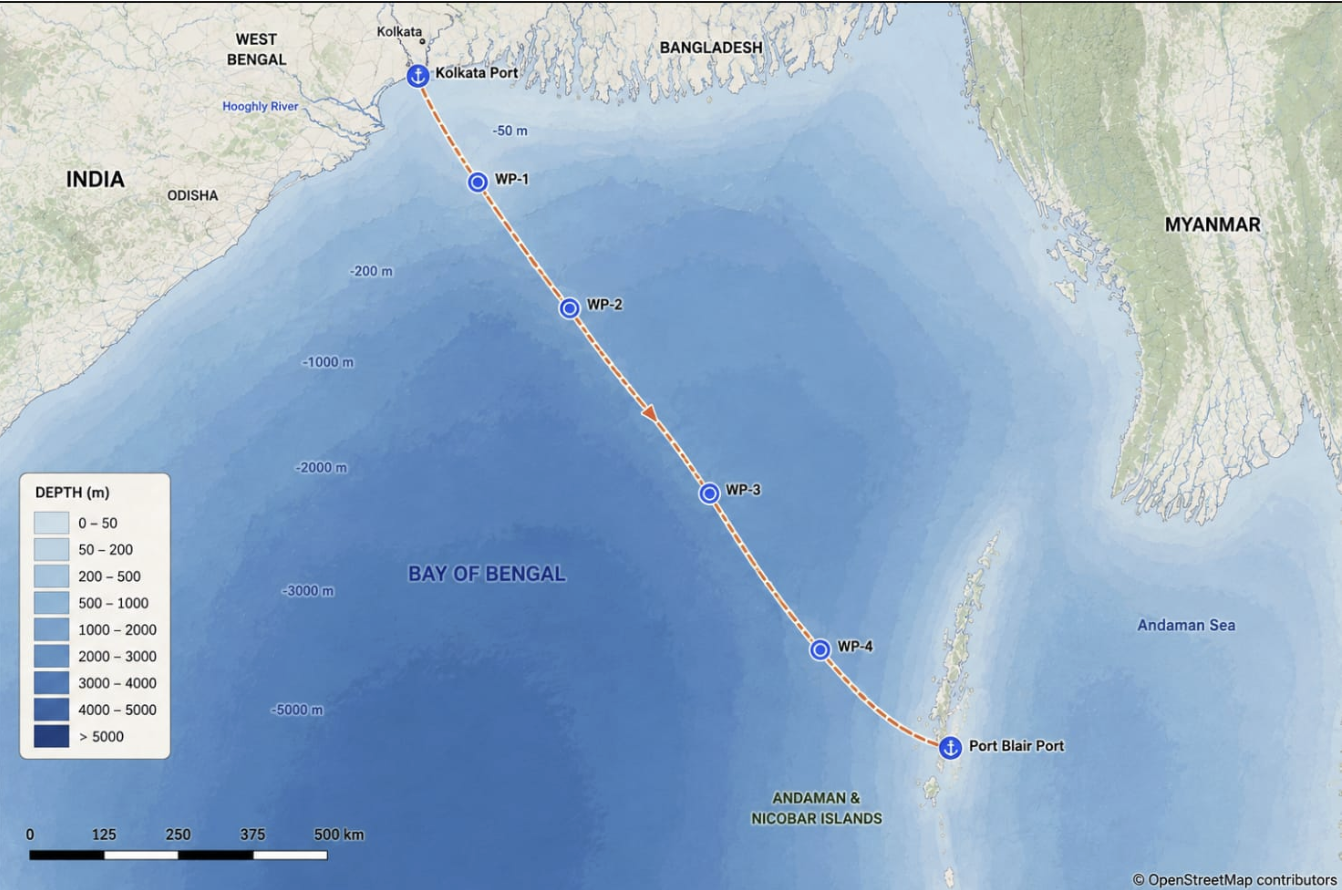 WEST
BENGAL
Kolkata
BANGLADESH
Kolkata Port
Hooghly River
-50 m
INDIA
WP-1
ODISHA
MYANMAR
-200 m
WP-2
-1000 m
-2000 m
WP-3
DEPTH (m)
0 – 50
50 – 200
200 – 500
500 – 1000
1000 – 2000
2000 – 3000
3000 – 4000
4000 – 5000
> 5000
BAY OF BENGAL
-3000 m
Andaman Sea
WP-4
-5000 m
Port Blair Port
ANDAMAN &
NICOBAR ISLANDS
0 125 250 375 500 km
© OpenStreetMap contributors